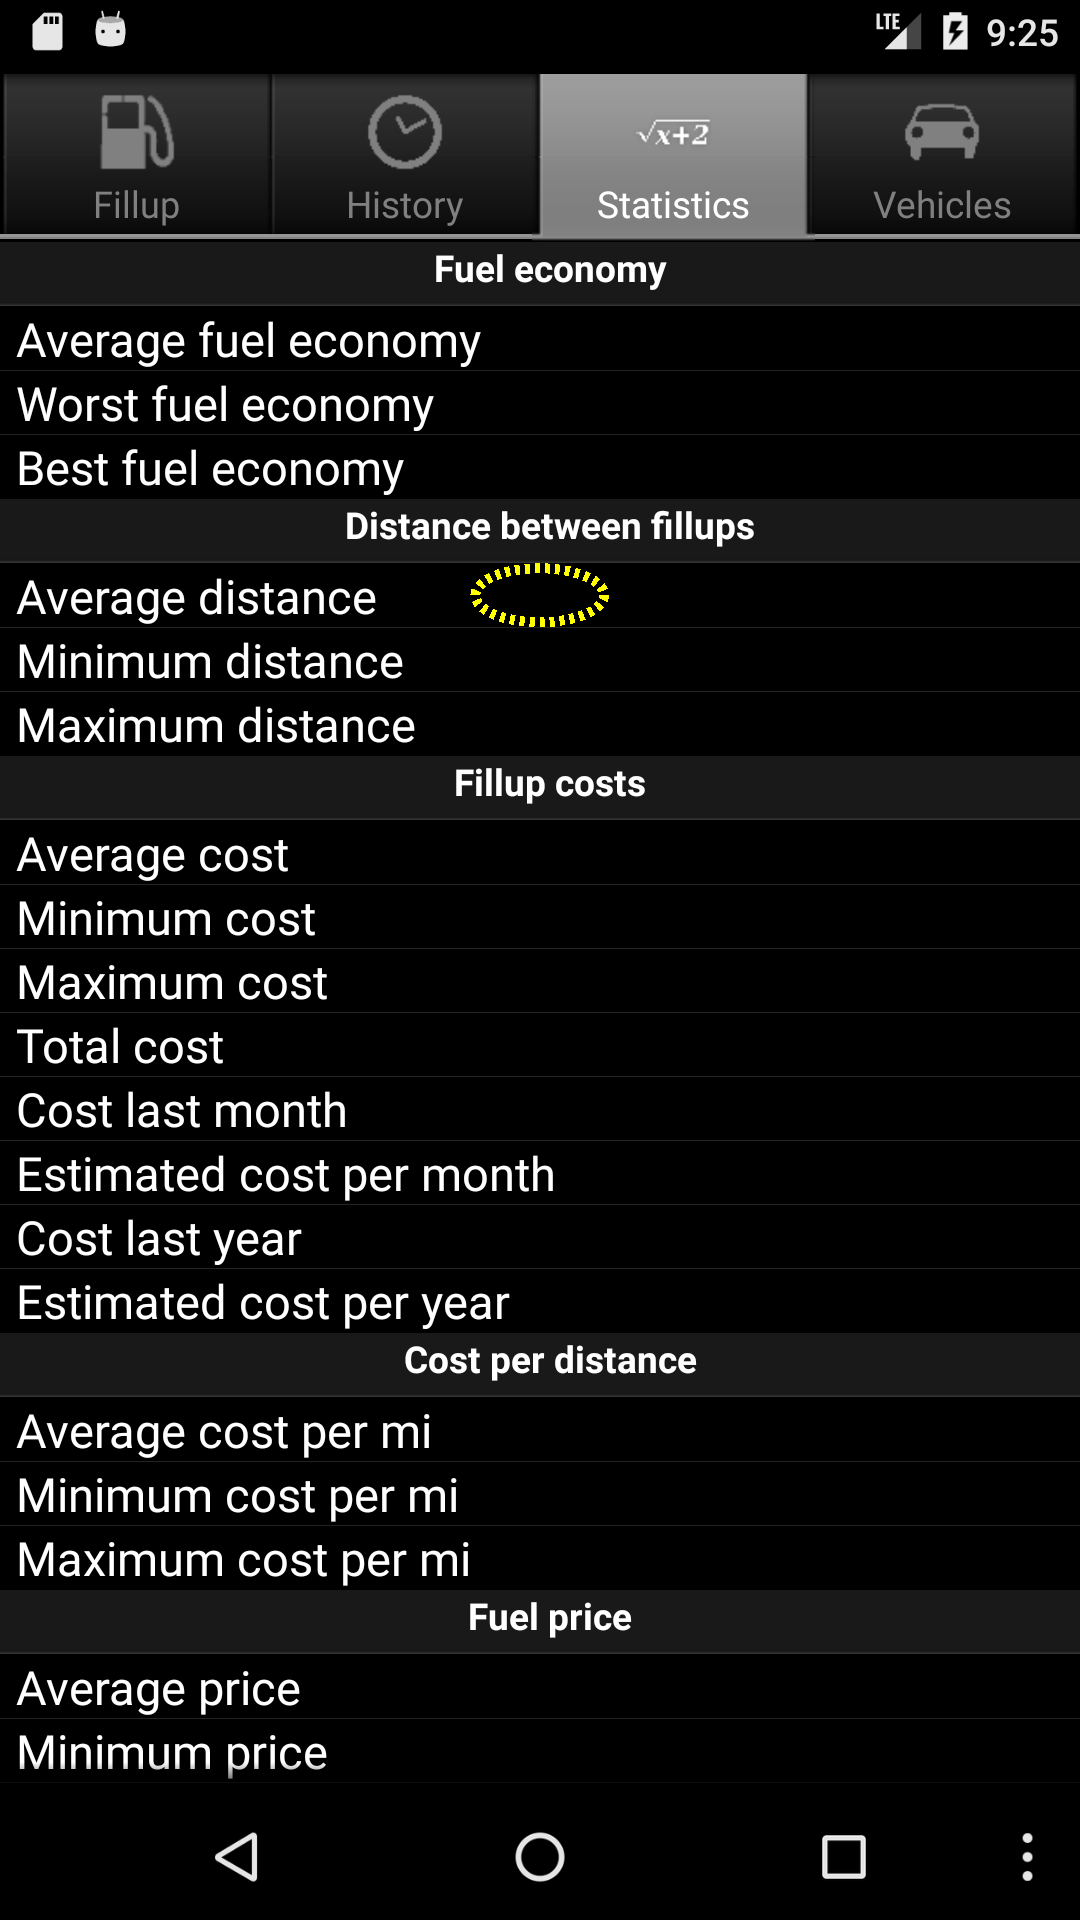 LTE 9:25
√x+2
Fillup History Statistics Vehicles
Fuel economy
Average fuel economy
Worst fuel economy
Best fuel economy
Distance between fillups
Average distance
Minimum distance
Maximum distance
Fillup costs
Average cost
Minimum cost
Maximum cost
Total cost
Cost last month
Estimated cost per month
Cost last year
Estimated cost per year
Cost per distance
Average cost per mi
Minimum cost per mi
Maximum cost per mi
Fuel price
Average price
Minimum price